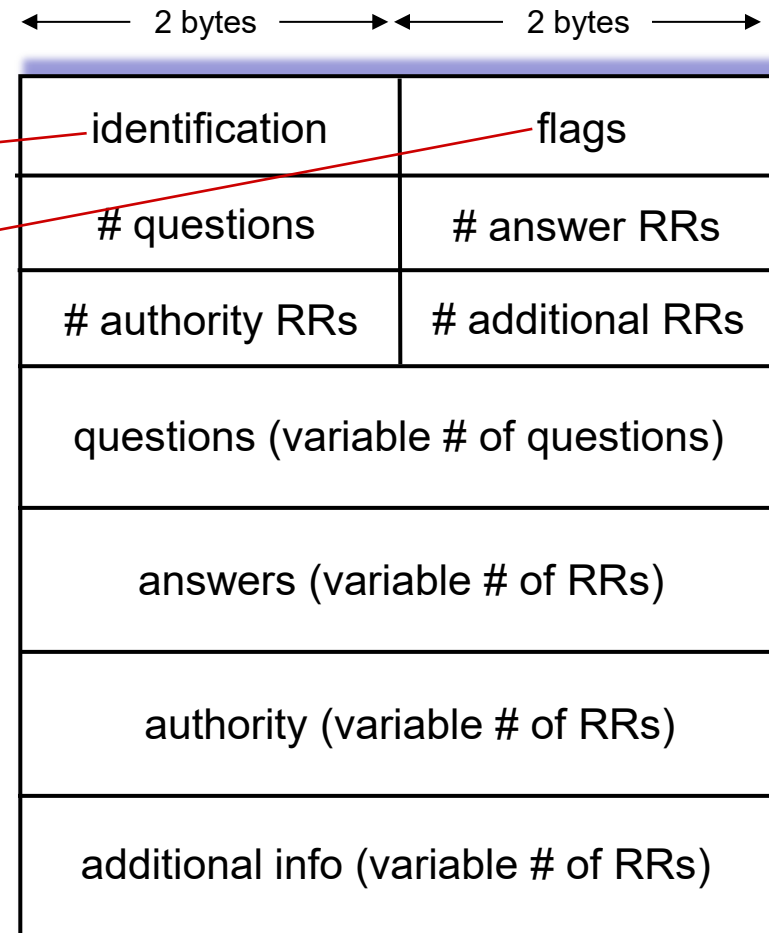 2 bytes 2 bytes
identification flags
# questions # answer RRs
# authority RRs # additional RRs
questions (variable # of questions)
answers (variable # of RRs)
authority (variable # of RRs)
additional info (variable # of RRs)